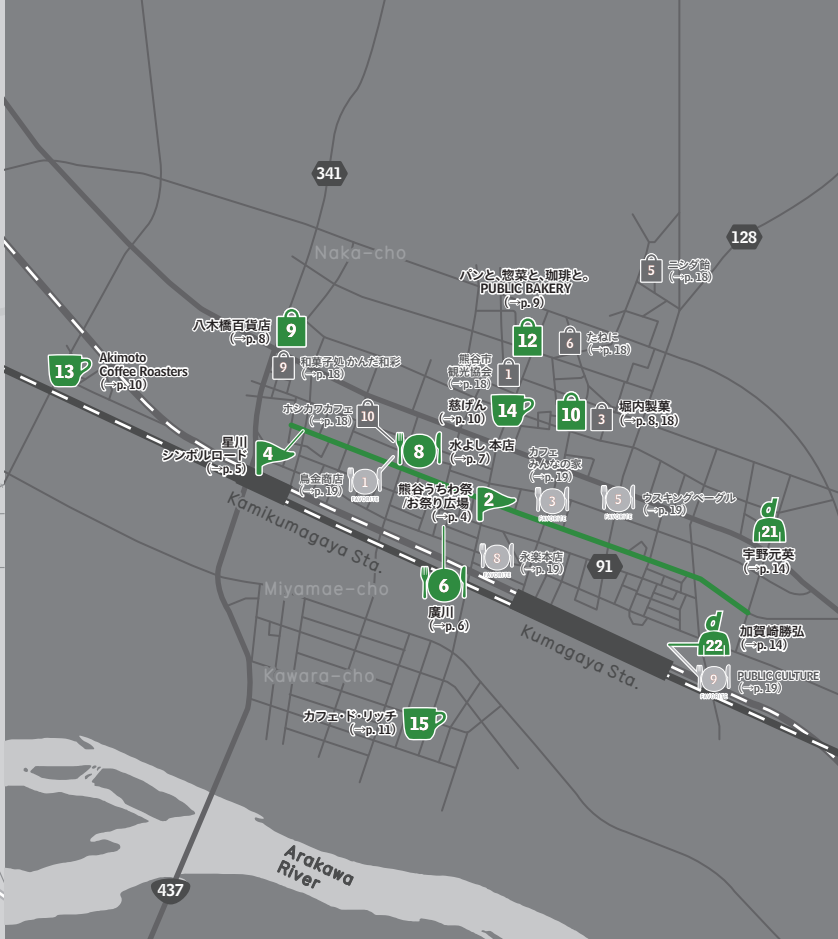 341
128
Naka-cho
5
ニシダ飴
(→p. 18)
パンと、惣菜と、珈琲と。
PUBLIC BAKERY
(→p. 9)
八木橋百貨店
(→p. 8)
9
12
6
たねに
(→p. 18)
13
Akimoto
Coffee Roasters
(→p. 10)
9
和菓子処 かんだ和彩
(→p. 18)
熊谷市
観光協会
(→p. 18)
1
ホシカワカフェ
(→p. 18)
10
慈げん
(→p. 10)
14
10
3
堀内製菓
(→p. 8, 18)
星川
シンボルロード
(→p. 5)
4
8
水よし 本店
(→p. 7)
カフェ
みんなの家
(→p. 19)
鳥金商店
(→p. 19)
1
FAVORITE
熊谷うちわ祭
/お祭り広場
(→p. 4)
2
3
FAVORITE
5
FAVORITE
ウスキングベーグル
(→p. 19)
21
宇野元英
(→p. 14)
Kamikumagaya Sta.
8
FAVORITE
永楽本店
(→p. 19)
91
Miyamae-cho
6
廣川
(→p. 6)
22
加賀崎勝弘
(→p. 14)
Kumagaya Sta.
Kawara-cho
9
FAVORITE
PUBLIC CULTURE
(→p. 19)
カフェ・ド・リッチ
(→p. 11)
15
Arakawa
River
437